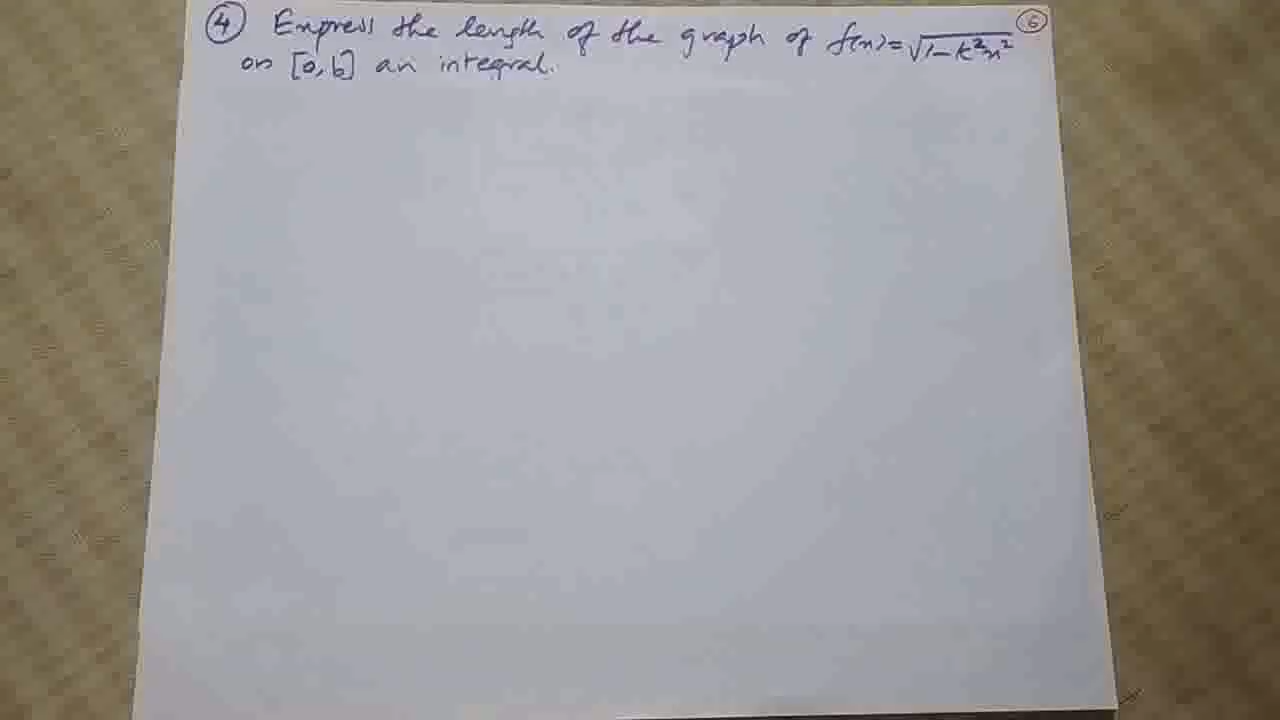 ④ Express the length of the graph of f(x) = √1-k²x² ⑥
on [0,b] an integral.